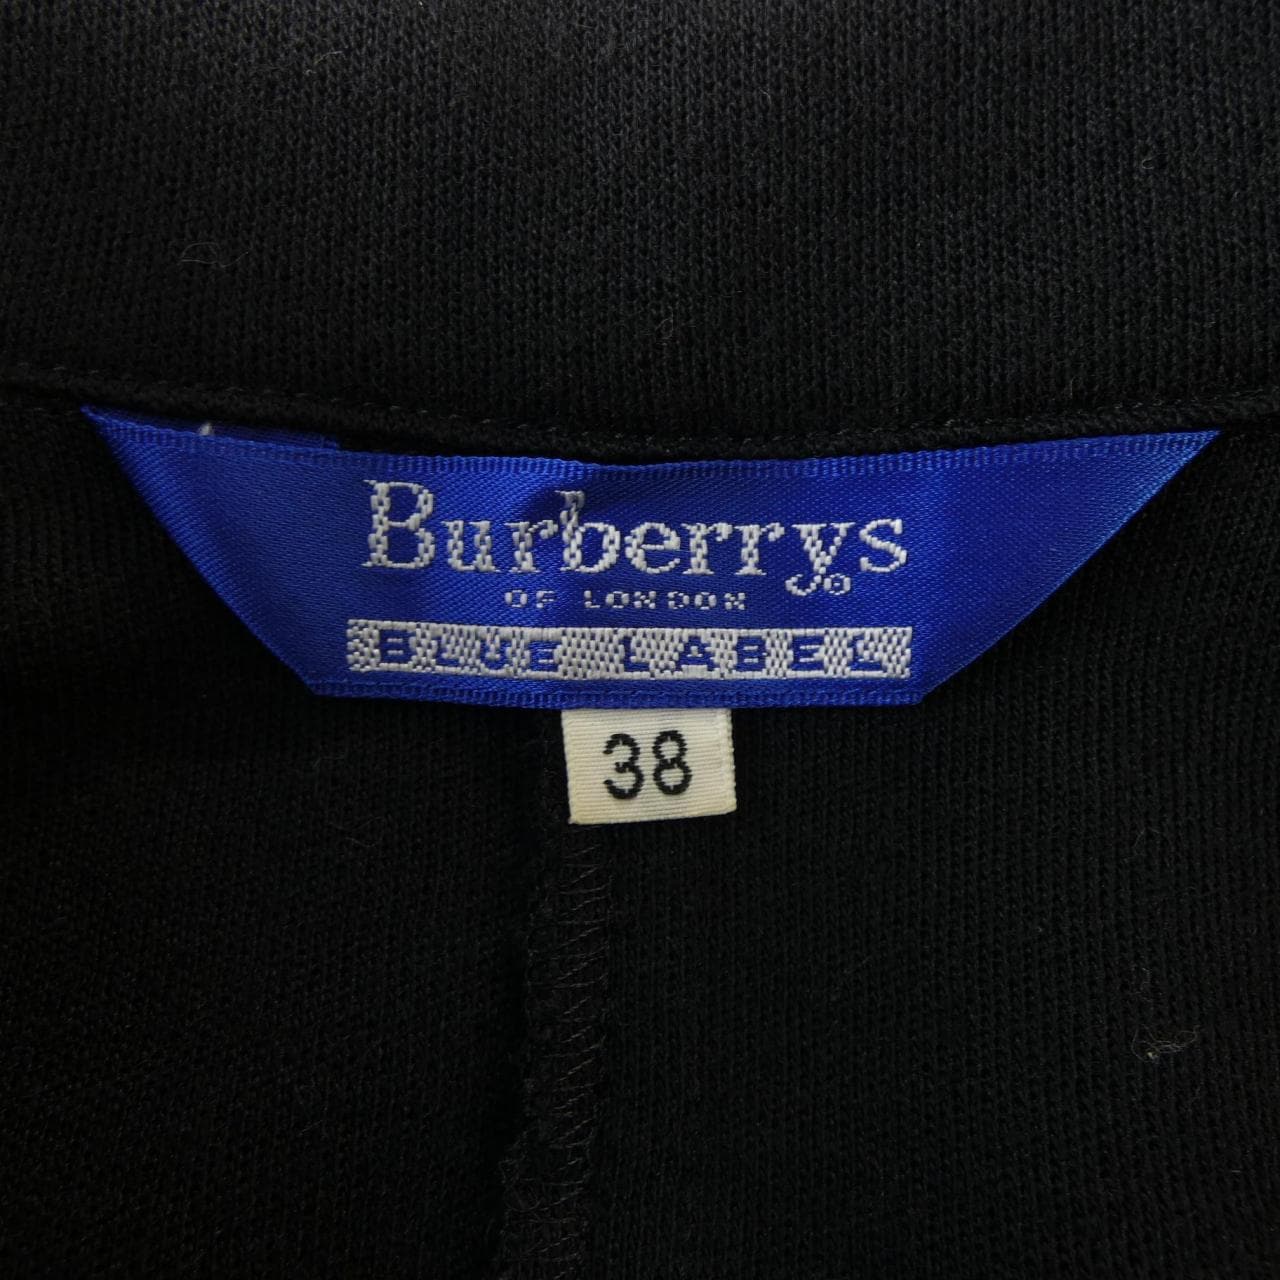 Burberrys®
OF LONDON
BLUE LABEL
38